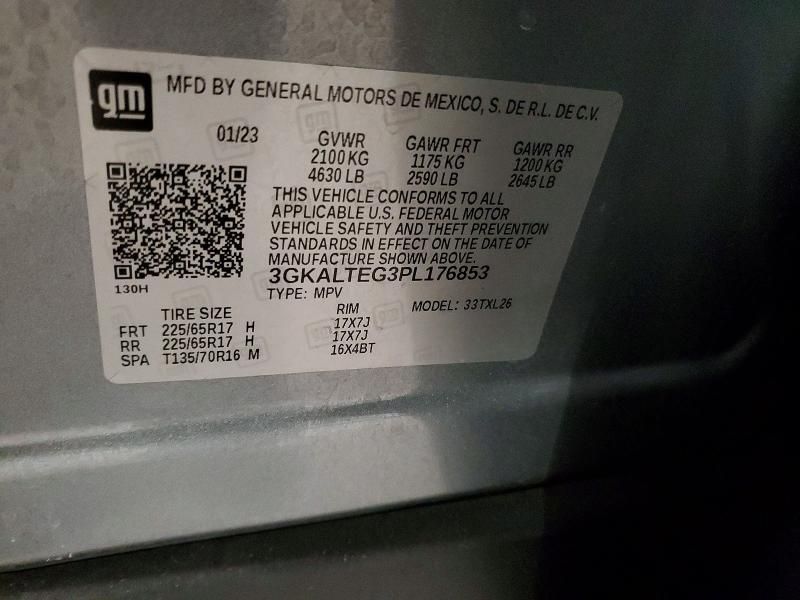 gm
MFD BY GENERAL MOTORS DE MEXICO, S. DE R.L. DE C.V.
01/23 GVWR GAWR FRT GAWR RR
2100 KG 1175 KG 1200 KG
4630 LB 2590 LB 2645 LB
THIS VEHICLE CONFORMS TO ALL
APPLICABLE U.S. FEDERAL MOTOR
VEHICLE SAFETY AND THEFT PREVENTION
STANDARDS IN EFFECT ON THE DATE OF
MANUFACTURE SHOWN ABOVE.
3GKALTEG3PL176853
130H
TYPE: MPV MODEL: 33TXL26
TIRE SIZE RIM
FRT 225/65R17 H 17X7J
RR 225/65R17 H 17X7J
SPA T135/70R16 M 16X4BT